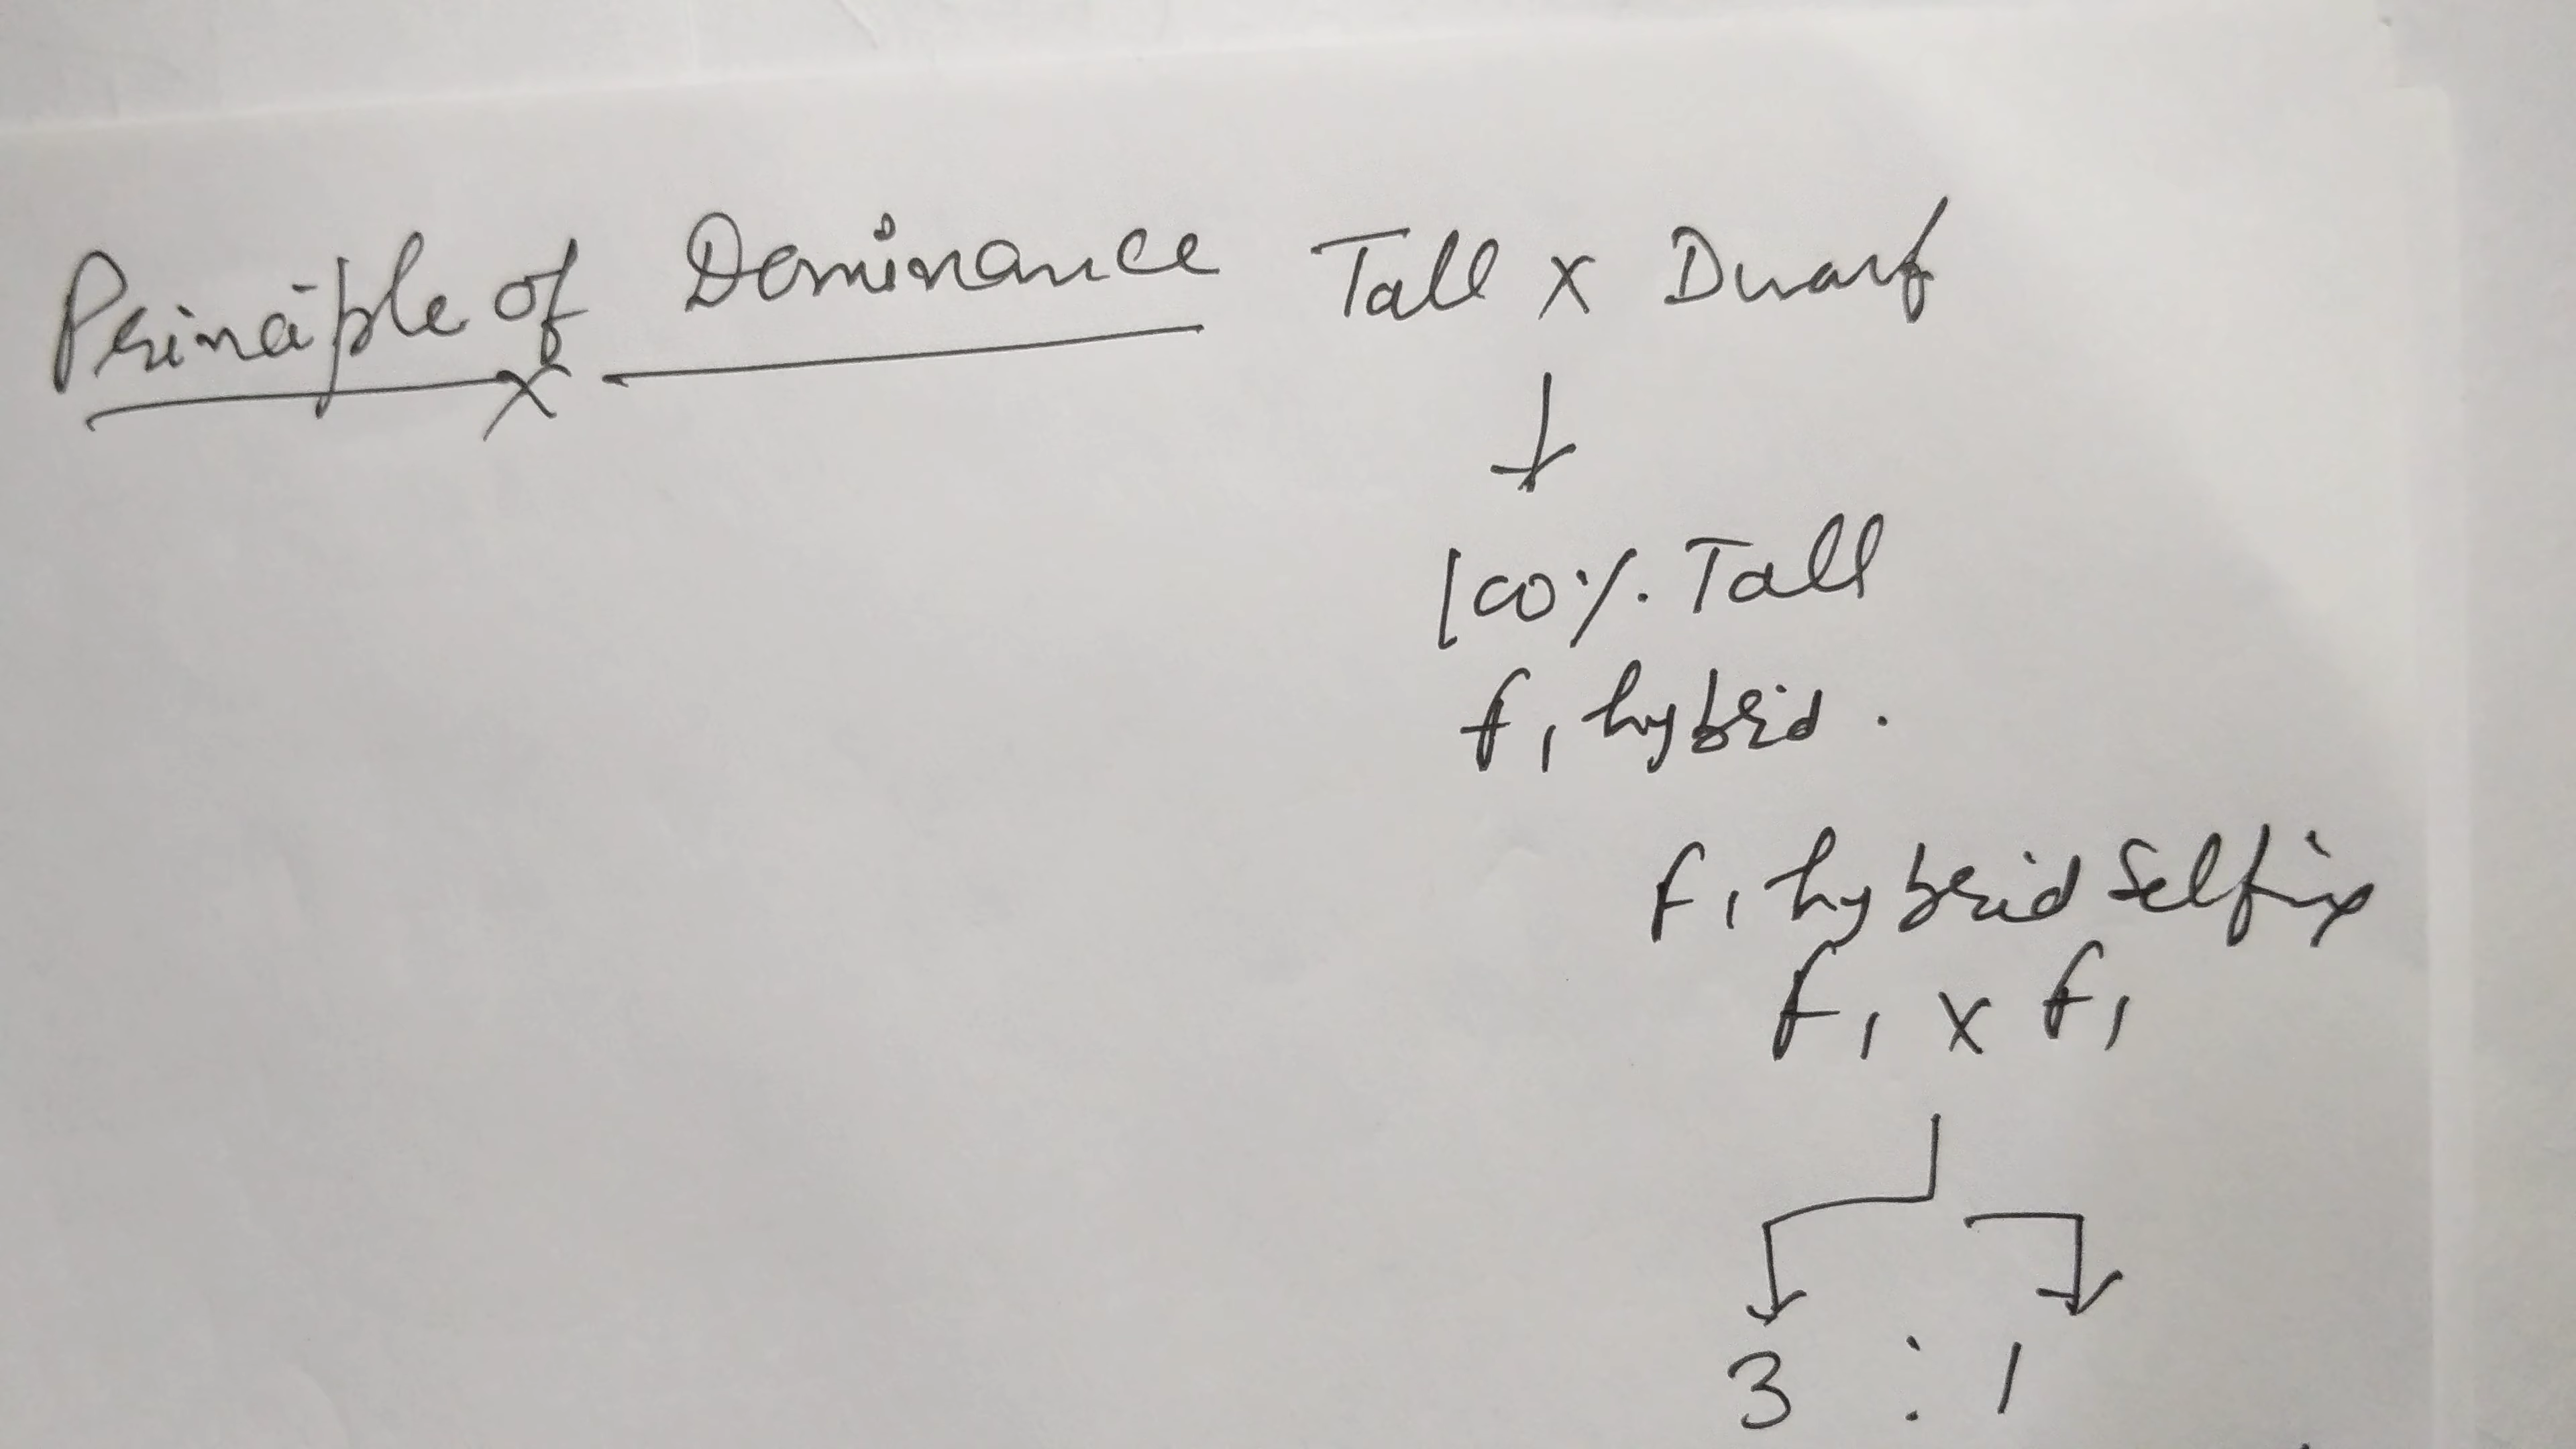 Principle of Dominance Tall x Dwarf
100% Tall
f1 hybrid.
F1 hybrid Selfing
F1 x F1
3 : 1